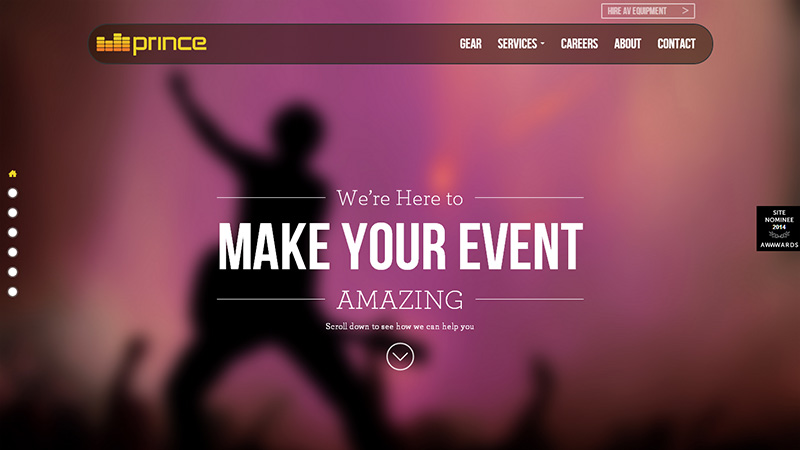 HIRE AV EQUIPMENT >
prince
GEAR SERVICES CAREERS ABOUT CONTACT
We're Here to
MAKE YOUR EVENT
AMAZING
Scroll down to see how we can help you
SITE
NOMINEE
2014
AWWWARDS